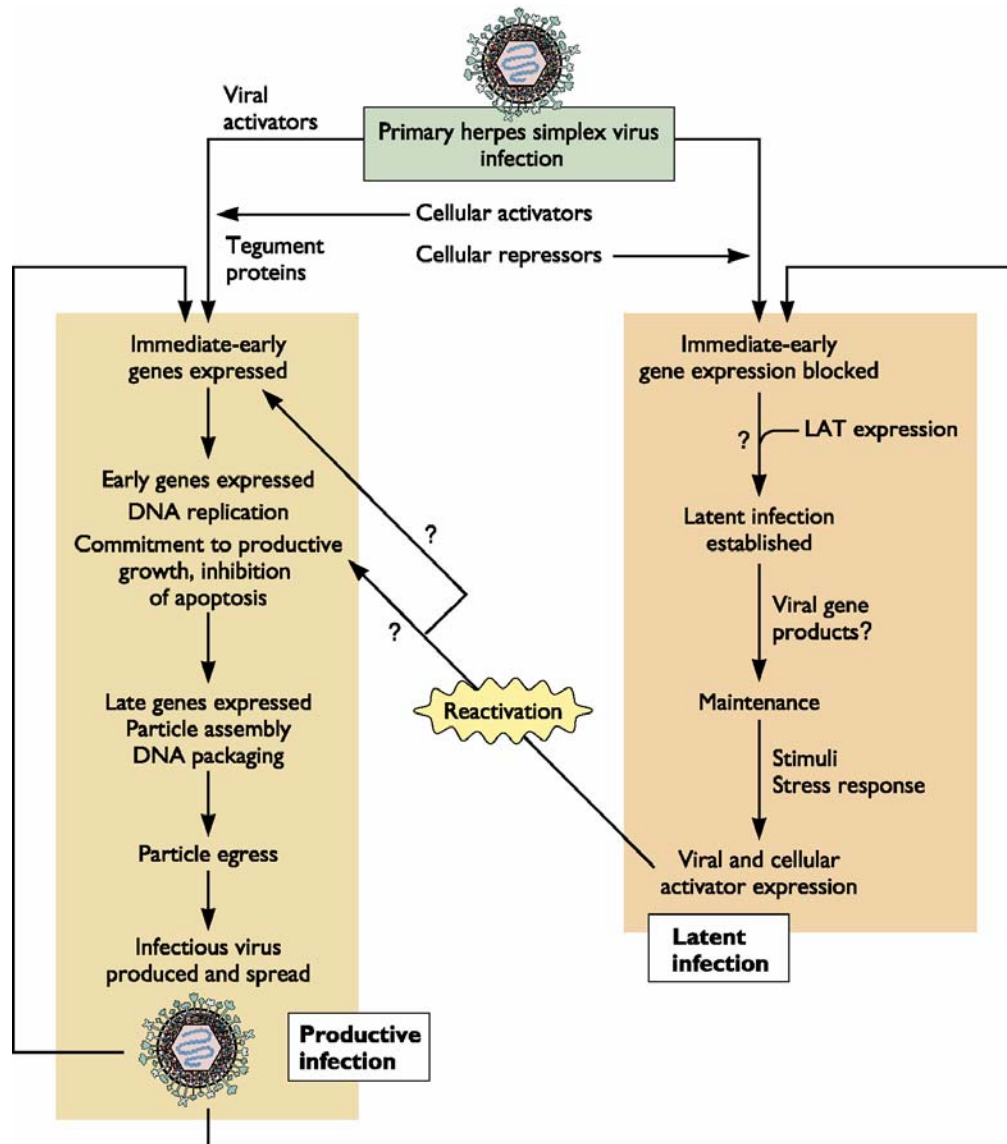 Viral
activators
Primary herpes simplex virus
infection
Cellular activators
Cellular repressors
Tegument
proteins
Immediate-early
genes expressed
Early genes expressed
DNA replication
Commitment to productive
growth, inhibition
of apoptosis
Late genes expressed
Particle assembly
DNA packaging
Particle egress
Infectious virus
produced and spread
Productive
infection
?
?
Reactivation
Immediate-early
gene expression blocked
?
LAT expression
Latent infection
established
Viral gene
products?
Maintenance
Stimuli
Stress response
Viral and cellular
activator expression
Latent
infection